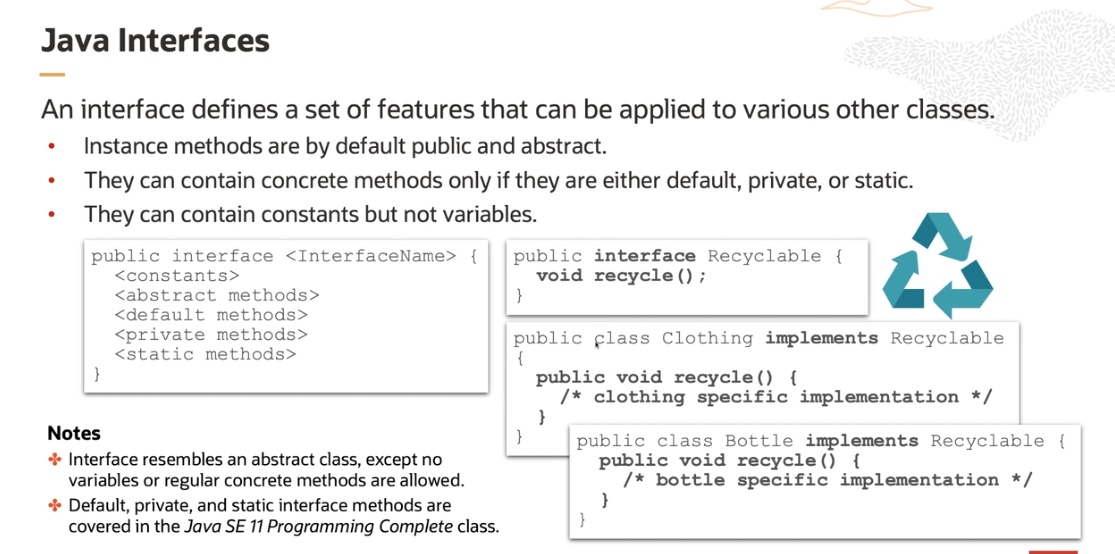 Java Interfaces
An interface defines a set of features that can be applied to various other classes.
• Instance methods are by default public and abstract.
• They can contain concrete methods only if they are either default, private, or static.
• They can contain constants but not variables.
public interface <InterfaceName> {
<constants>
<abstract methods>
<default methods>
<private methods>
<static methods>
}
public interface Recyclable {
void recycle();
}
public class Clothing implements Recyclable
{
public void recycle() {
/* clothing specific implementation */
}
}
public class Bottle implements Recyclable {
public void recycle() {
/* bottle specific implementation */
}
}
Notes
Interface resembles an abstract class, except no
variables or regular concrete methods are allowed.
Default, private, and static interface methods are
covered in the Java SE 11 Programming Complete class.